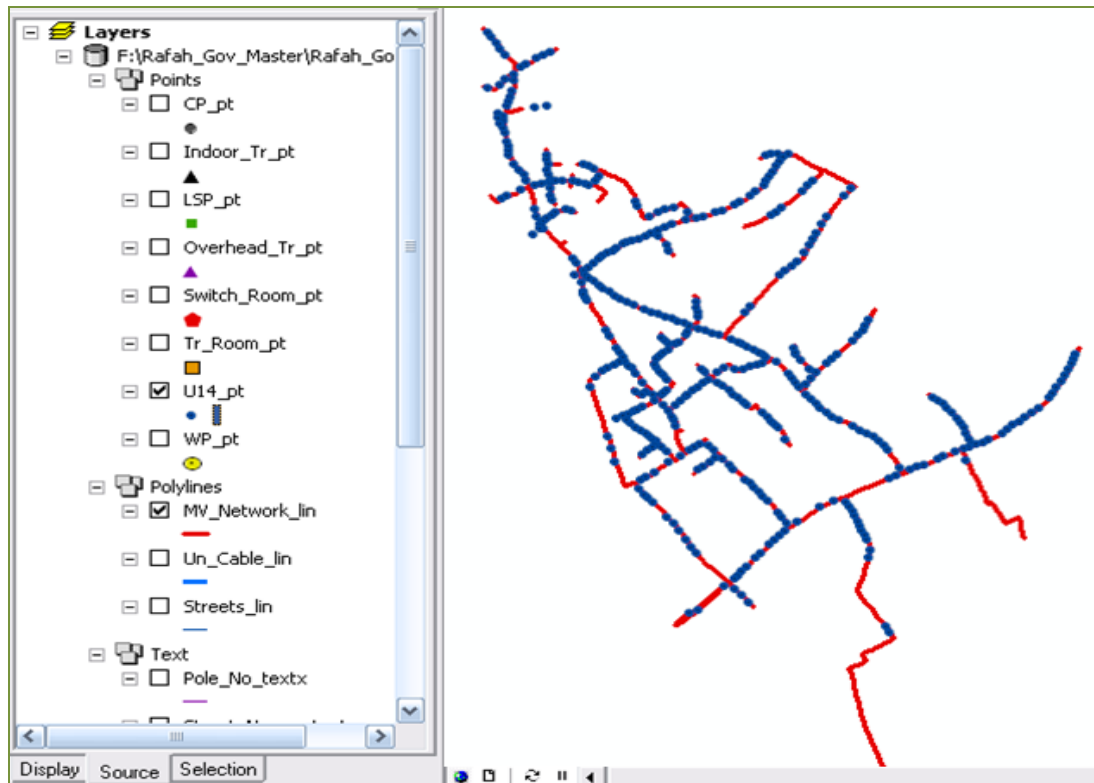 Layers
F:\Rafah_Gov_Master\Rafah_Go
Points
CP_pt
Indoor_Tr_pt
LSP_pt
Overhead_Tr_pt
Switch_Room_pt
Tr_Room_pt
U14_pt
WP_pt
Polylines
MV_Network_lin
Un_Cable_lin
Streets_lin
Text
Pole_No_textx
Display Source Selection